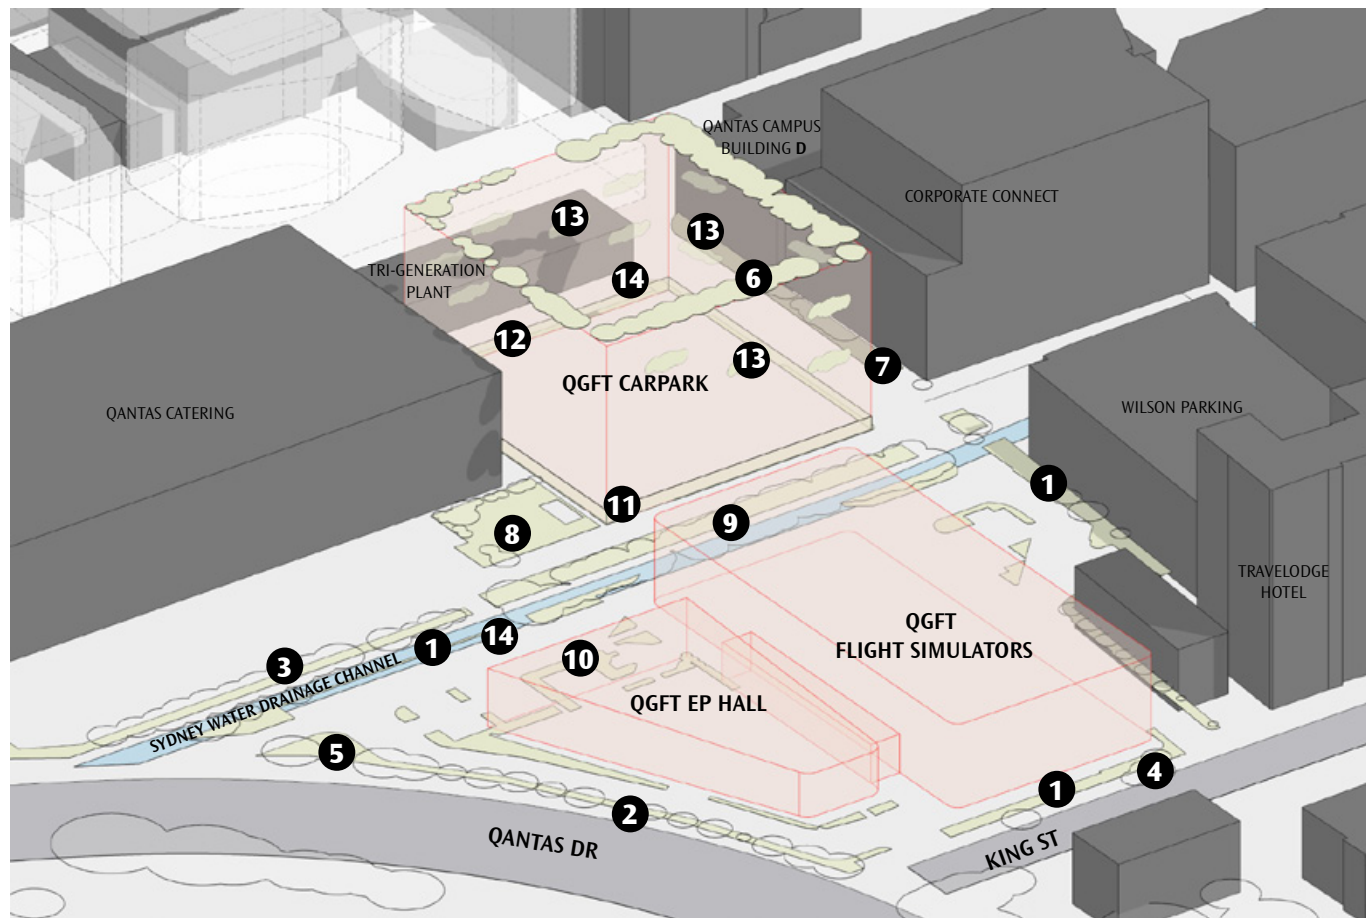 QANTAS CAMPUS
BUILDING D
CORPORATE CONNECT
13
13
TRI-GENERATION
PLANT
14
6
12
13
7
QGFT CARPARK
QANTAS CATERING
WILSON PARKING
1
11
9
8
TRAVELODGE
HOTEL
QGFT
FLIGHT SIMULATORS
14
1
3
10
SYDNEY WATER DRAINAGE CHANNEL
QGFT EP HALL
5
4
1
2
QANTAS DR
KING ST